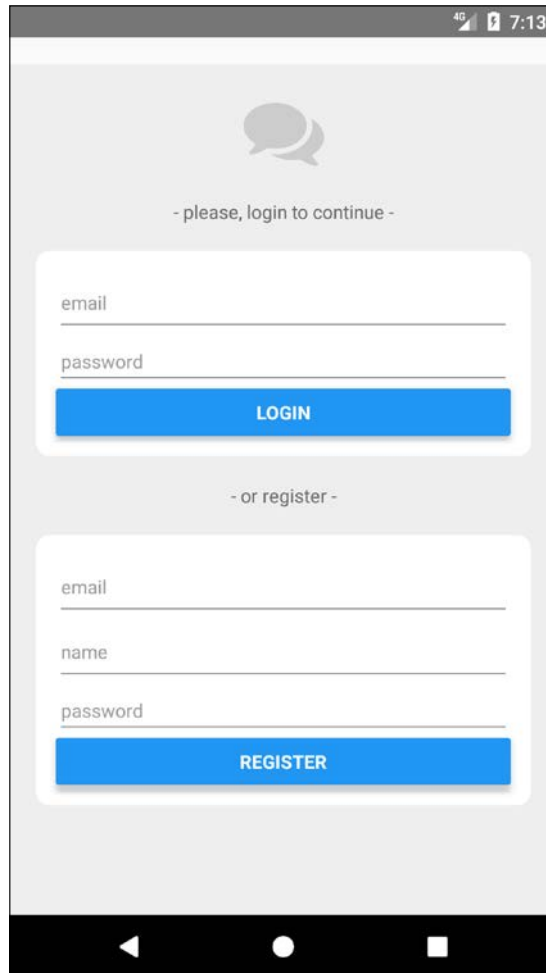 4G 7:13
- please, login to continue -
email
password
LOGIN
- or register -
email
name
password
REGISTER